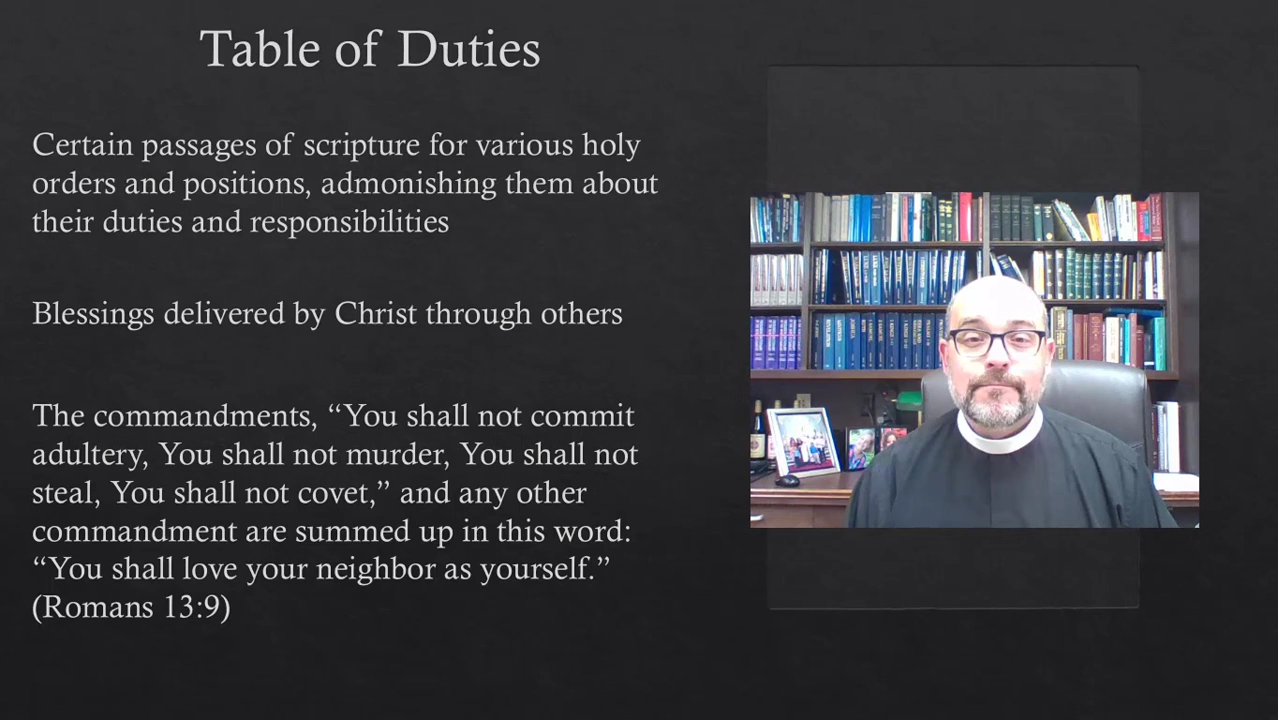 Table of Duties
Certain passages of scripture for various holy
orders and positions, admonishing them about
their duties and responsibilities
Blessings delivered by Christ through others
The commandments, “You shall not commit
adultery, You shall not murder, You shall not
steal, You shall not covet,” and any other
commandment are summed up in this word:
“You shall love your neighbor as yourself.”
(Romans 13:9)